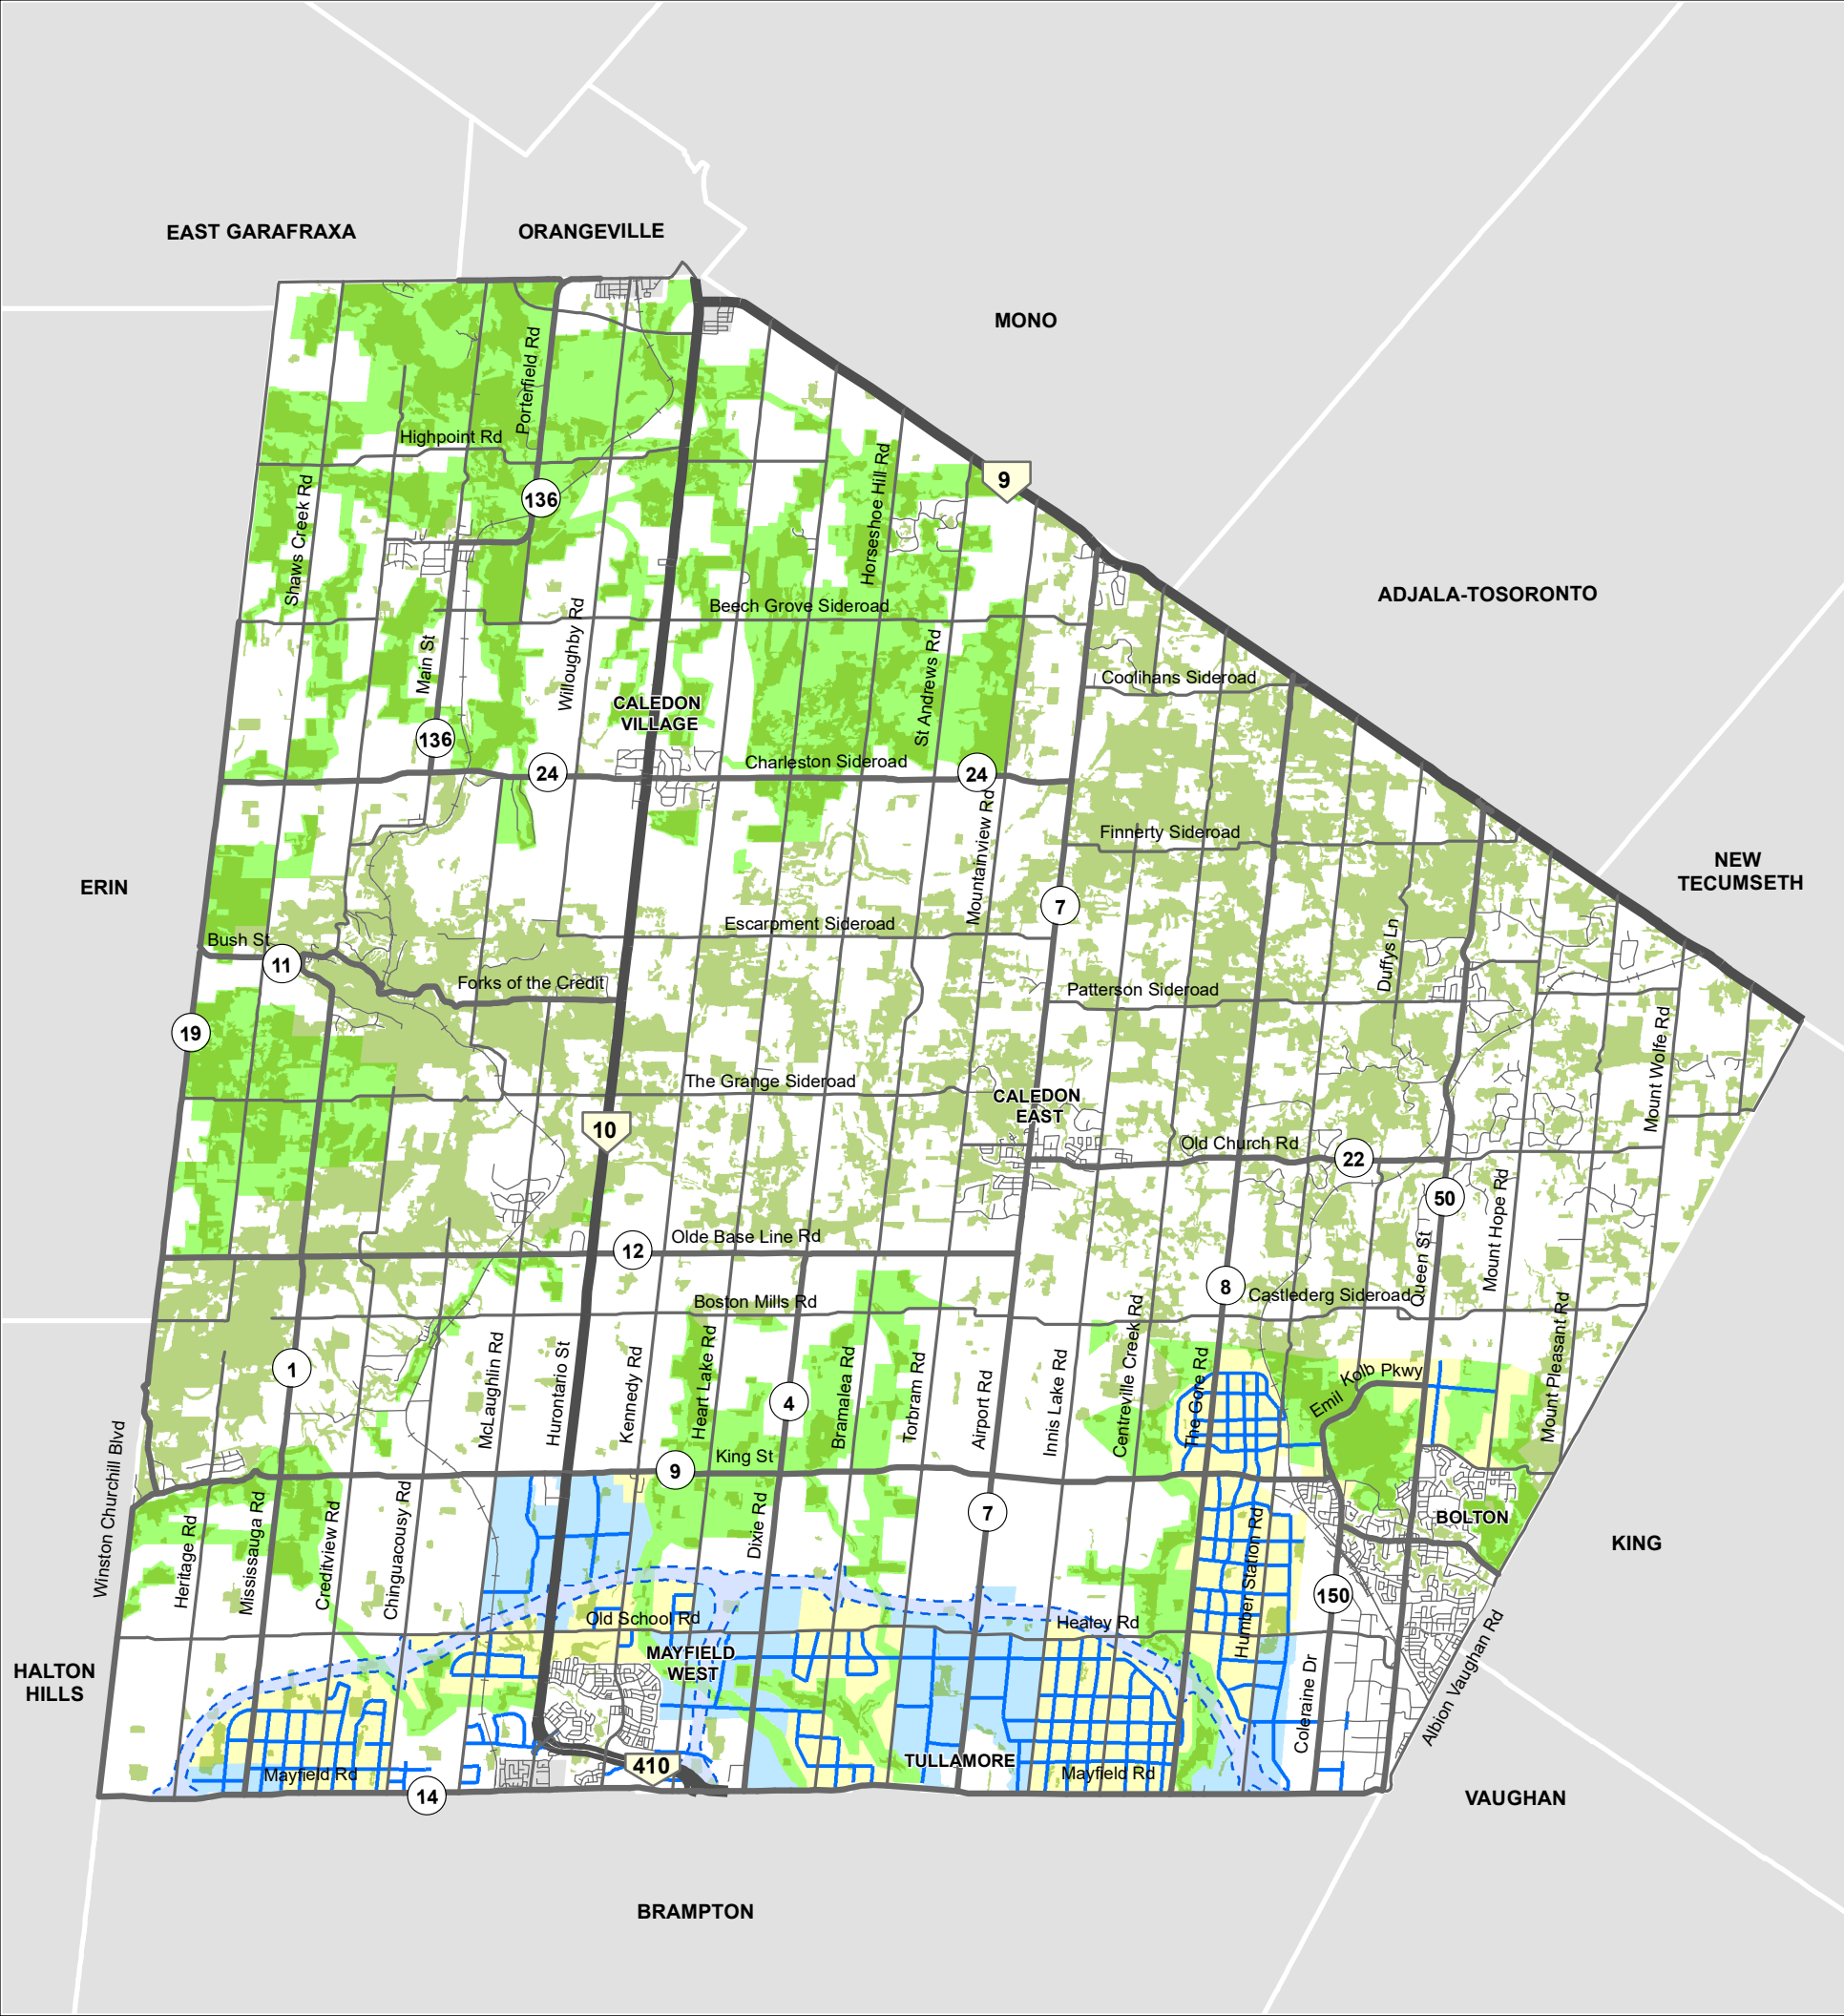 EAST GARAFRAXA
ORANGEVILLE
MONO
Porterfield Rd
Highpoint Rd
Horseshoe Hill Rd
9
Shaws Creek Rd
136
ADJALA-TOSORONTO
Beech Grove Sideroad
Willoughby Rd
Main St
St Andrews Rd
Coolihans Sideroad
CALEDON
VILLAGE
136
Charleston Sideroad
24
24
Mountainview Rd
Finnerty Sideroad
NEW
TECUMSETH
ERIN
7
Escarpment Sideroad
Duffys Ln
Bush St
11
Forks of the Credit
Patterson Sideroad
19
Mount Wolfe Rd
The Grange Sideroad
CALEDON
EAST
10
Old Church Rd
22
50
Mount Hope Rd
Olde Base Line Rd
12
Queen St
8
Castlederg Sideroad
Boston Mills Rd
Mount Pleasant Rd
Centreville Creek Rd
1
McLaughlin Rd
Hurontario St
Kennedy Rd
Heart Lake Rd
4
Bramalea Rd
Torbram Rd
Airport Rd
Innis Lake Rd
The Gore Rd
Emil Kolb Pkwy
Winston Churchill Blvd
King St
9
7
BOLTON
KING
Heritage Rd
Mississauga Rd
Creditview Rd
Chinguacousy Rd
Dixie Rd
Humber Station Rd
150
Old School Rd
Healey Rd
MAYFIELD
WEST
HALTON
HILLS
Coleraine Dr
Albion Vaughan Rd
TULLAMORE
410
Mayfield Rd
Mayfield Rd
14
VAUGHAN
BRAMPTON